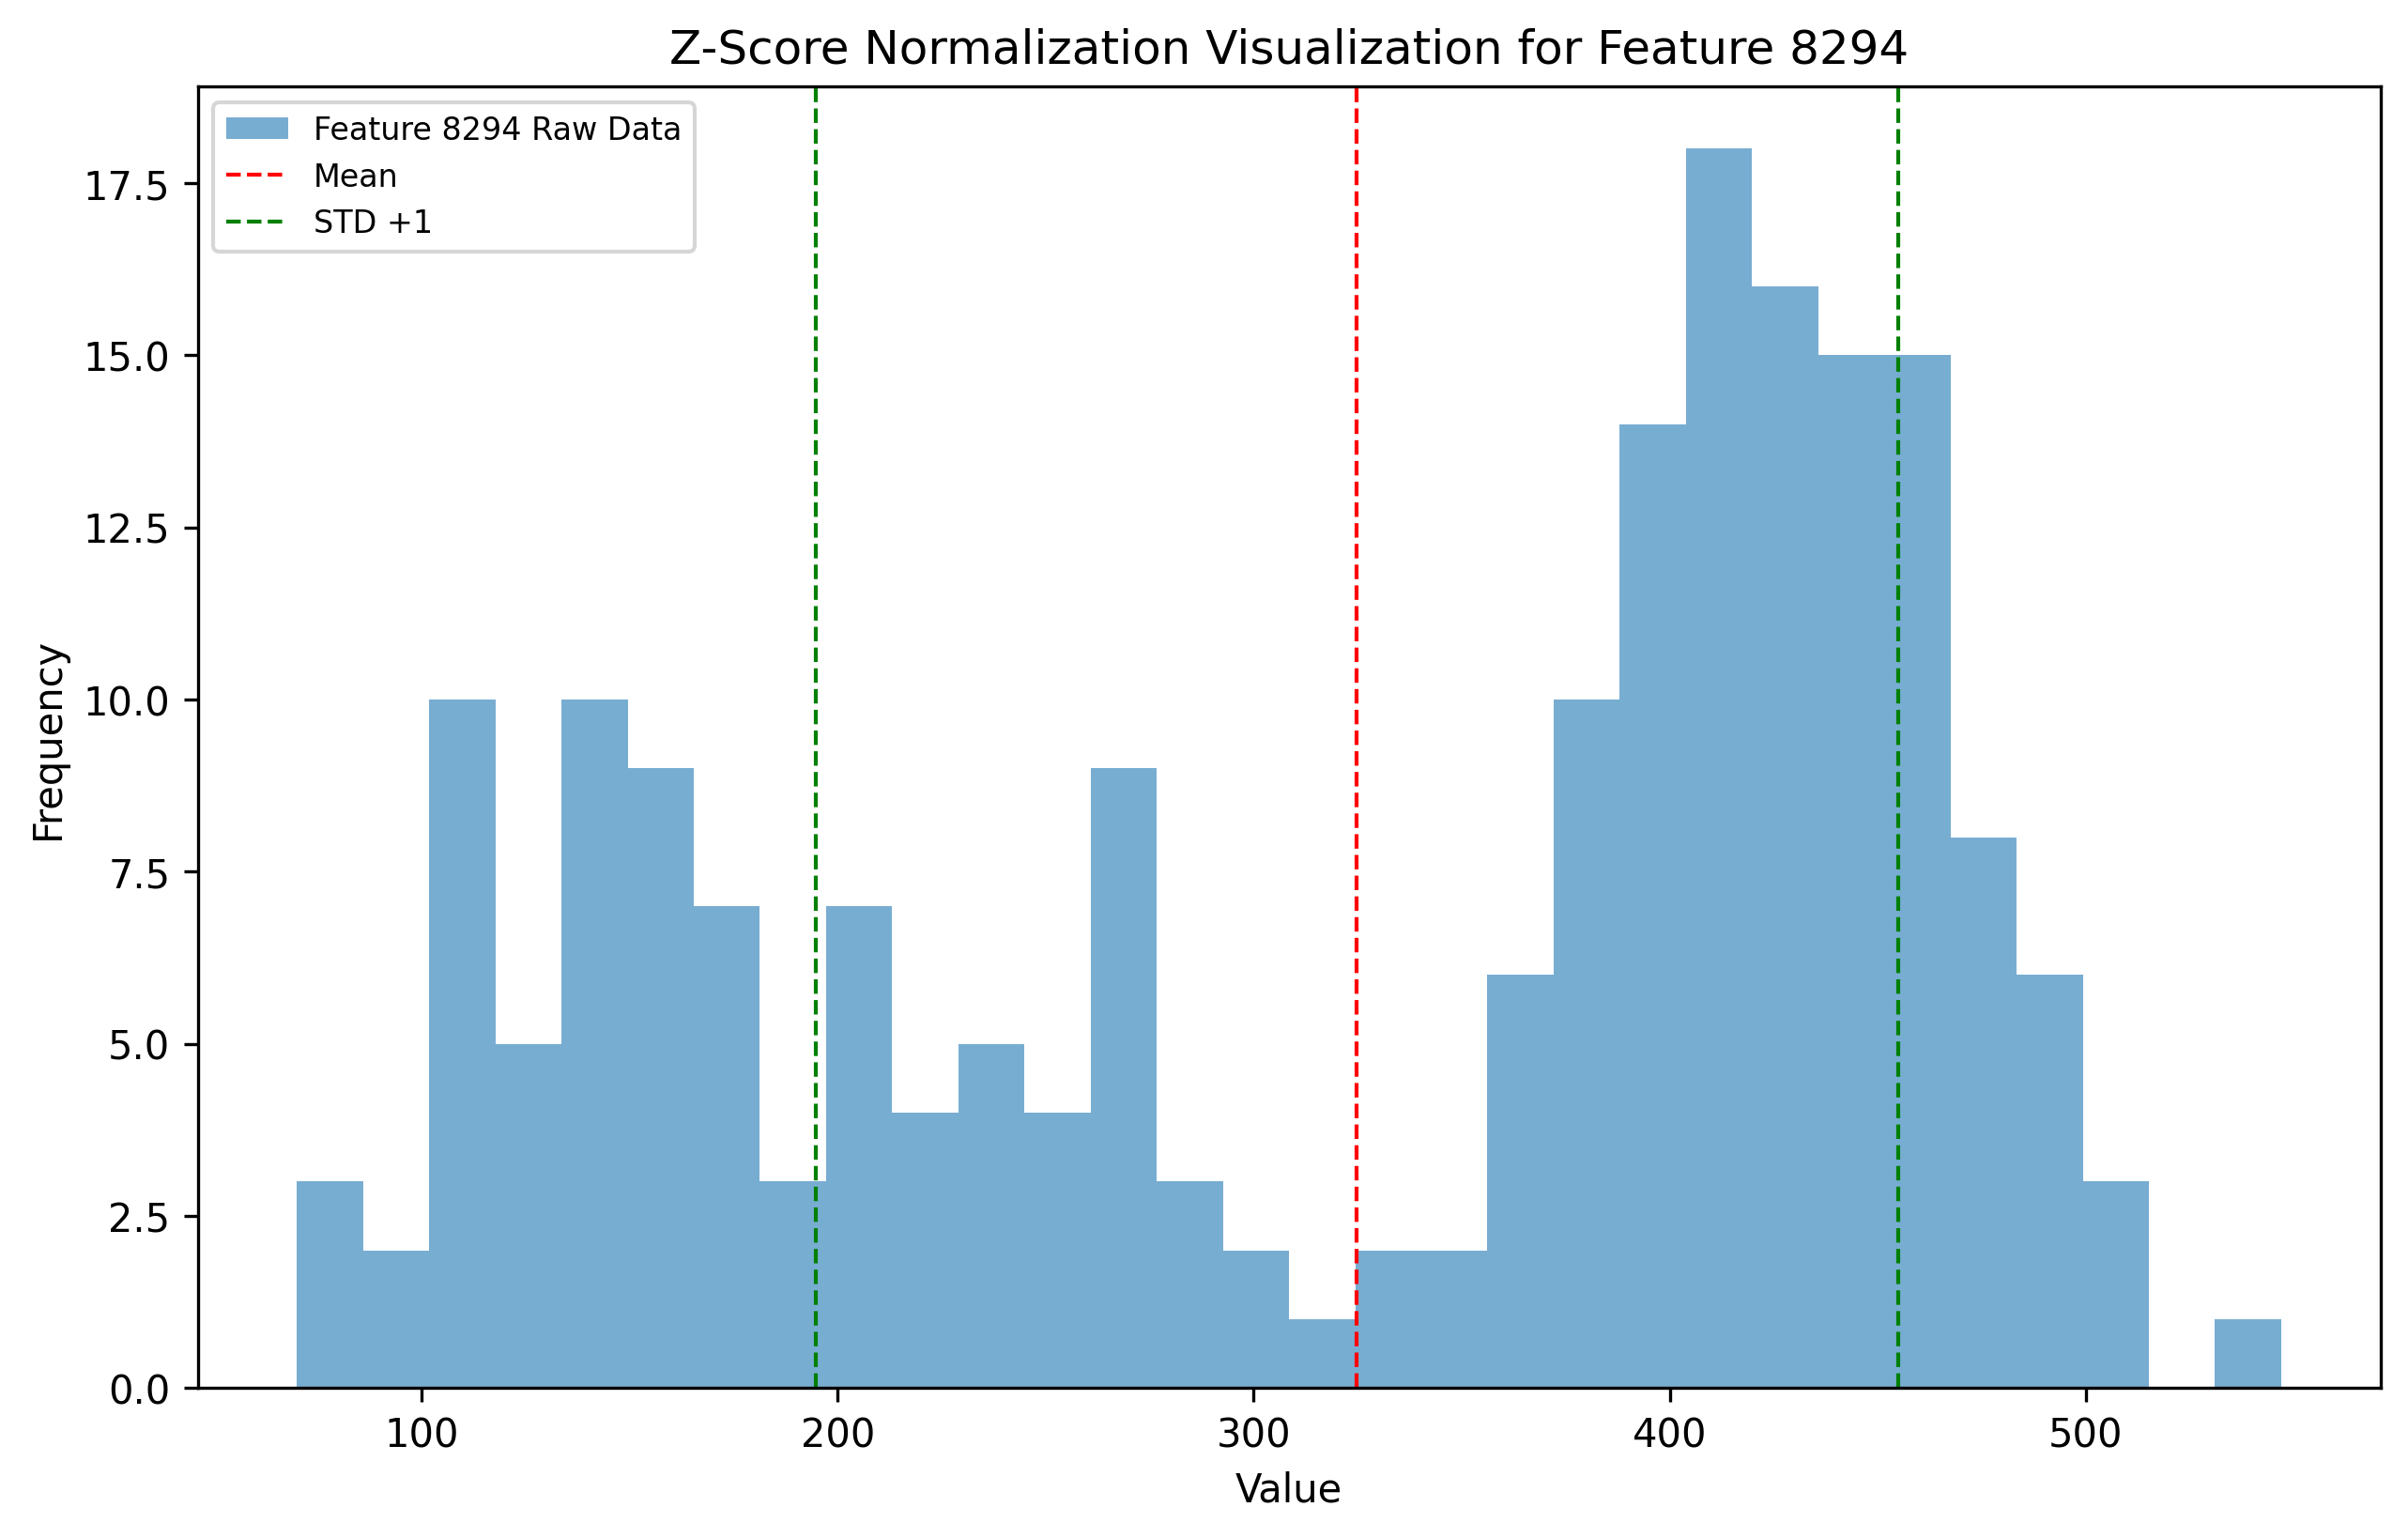 Z-Score Normalization Visualization for Feature 8294
Feature 8294 Raw Data
Mean
STD +1
17.5
15.0
12.5
10.0
7.5
5.0
2.5
0.0
Frequency
100 200 300 400 500
Value